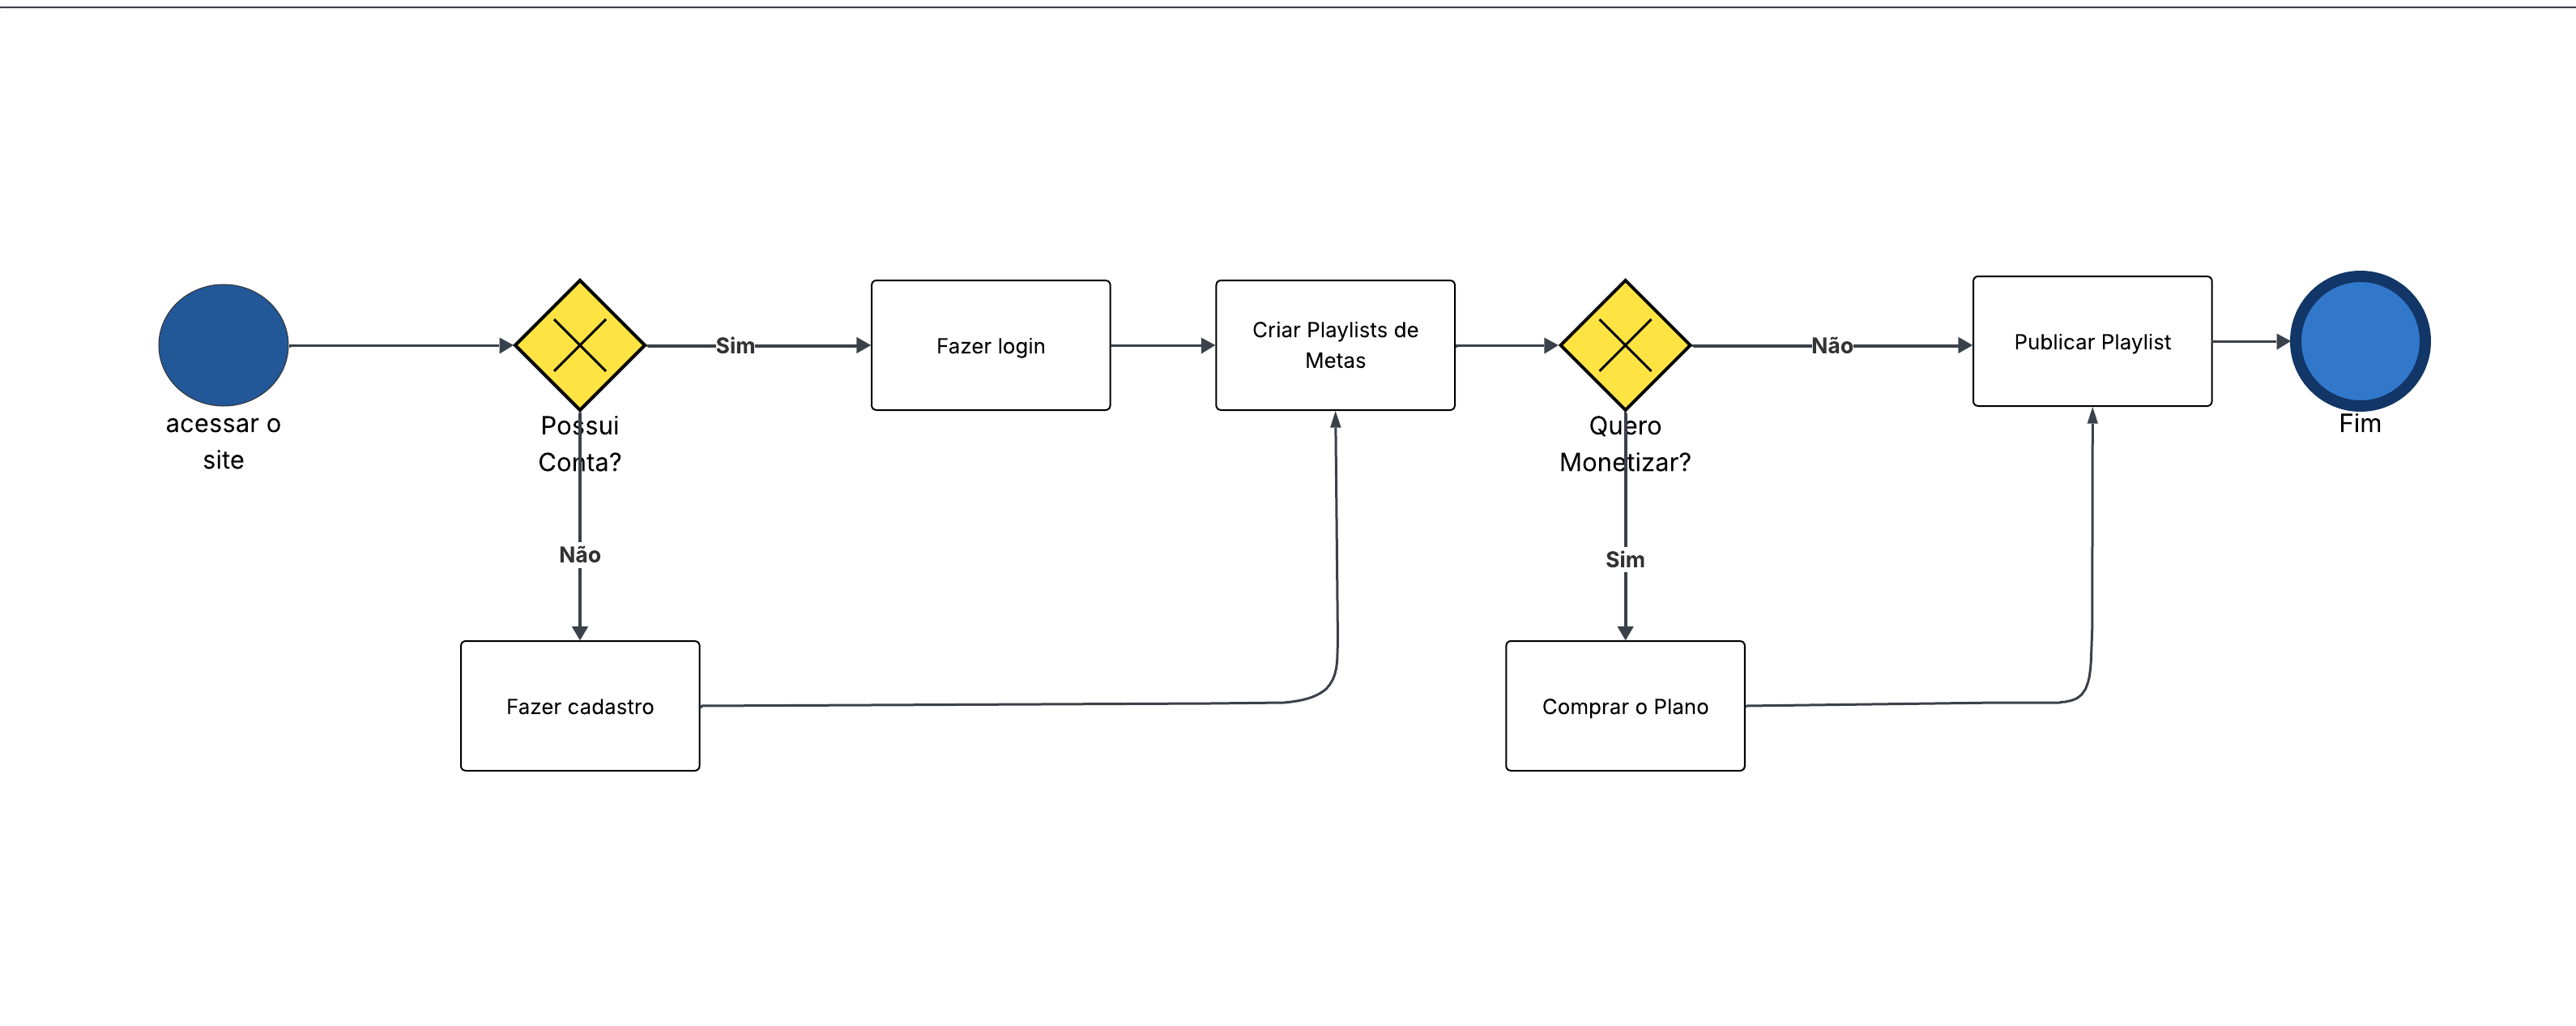 acessar o
site
Possui
Conta?
Sim
Fazer login
Criar Playlists de
Metas
Quero
Monetizar?
Não
Publicar Playlist
Fim
Não
Sim
Fazer cadastro
Comprar o Plano